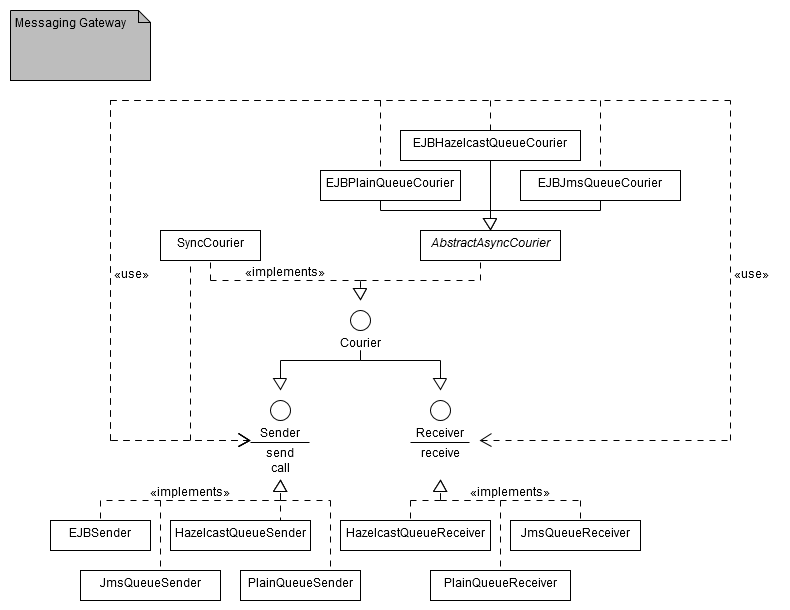 Messaging Gateway
EJBHazelcastQueueCourier
EJBPlainQueueCourier
EJBJmsQueueCourier
SyncCourier
AbstractAsyncCourier
«use»
«implements»
«use»
Courier
Sender
Receiver
send
receive
call
«implements»
«implements»
EJBSender
HazelcastQueueSender
HazelcastQueueReceiver
JmsQueueReceiver
JmsQueueSender
PlainQueueSender
PlainQueueReceiver